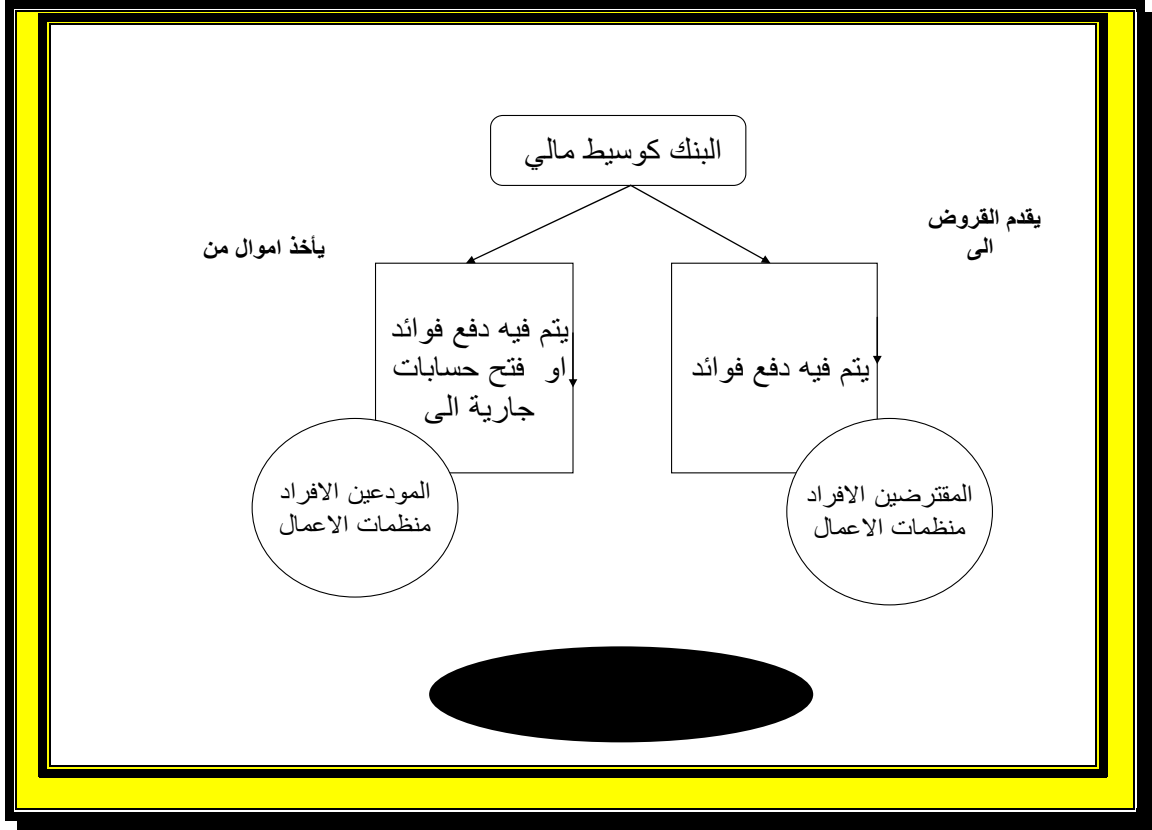 البنك كوسيط مالي
يقدم القروض
الى
يأخذ اموال من
يتم فيه دفع فوائد
يتم فيه دفع فوائد
او فتح حسابات
جارية الى
المقترضين الافراد
منظمات الاعمال
المودعين الافراد
منظمات الاعمال